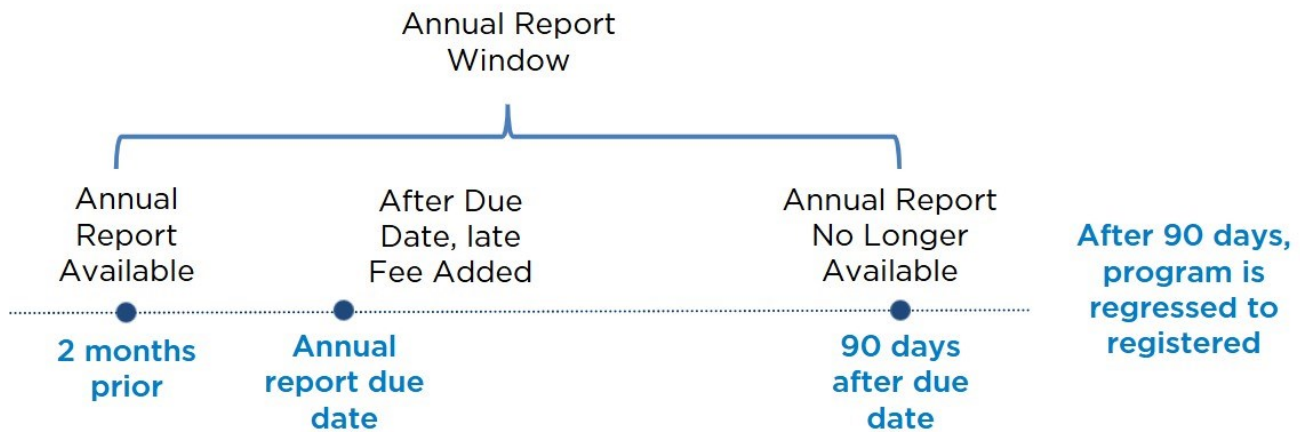 Annual Report
Window
Annual
Report
Available
After Due
Date, late
Fee Added
Annual Report
No Longer
Available
After 90 days,
program is
regressed to
registered
2 months
prior
Annual
report due
date
90 days
after due
date